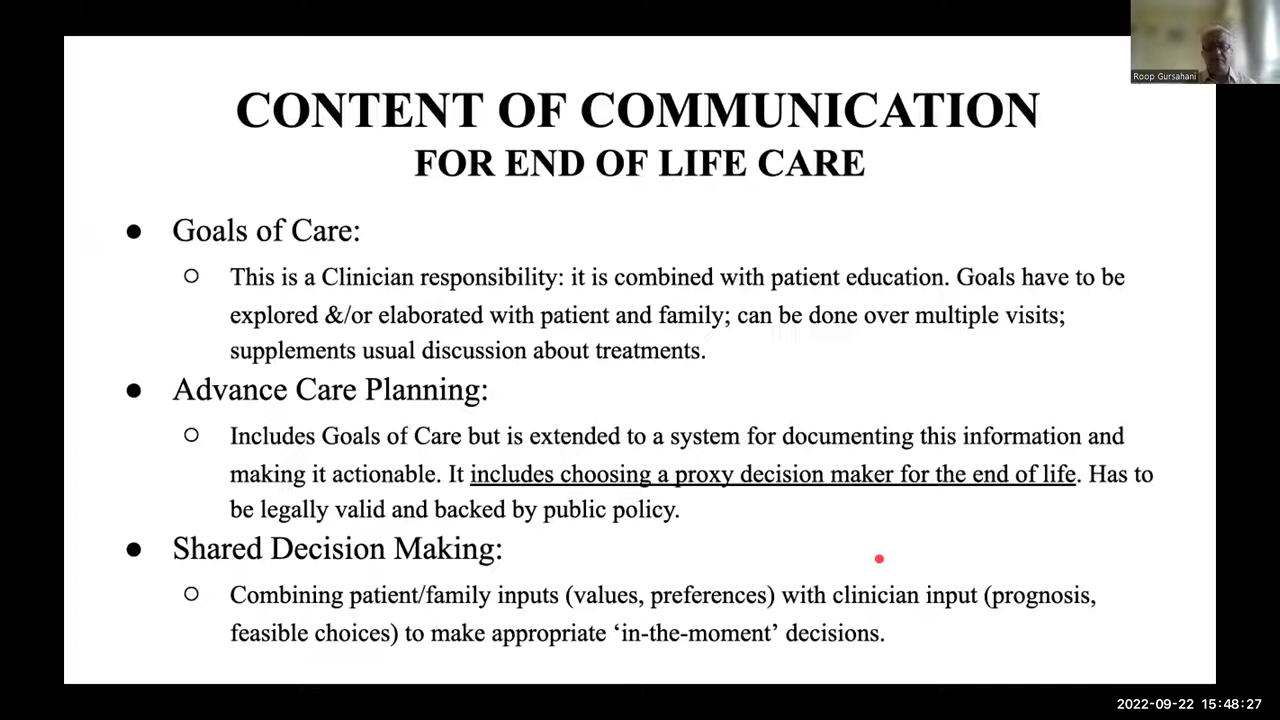 Roop Gursahani
CONTENT OF COMMUNICATION
FOR END OF LIFE CARE
● Goals of Care:
○ This is a Clinician responsibility: it is combined with patient education. Goals have to be
explored &/or elaborated with patient and family; can be done over multiple visits;
supplements usual discussion about treatments.
● Advance Care Planning:
○ Includes Goals of Care but is extended to a system for documenting this information and
making it actionable. It includes choosing a proxy decision maker for the end of life. Has to
be legally valid and backed by public policy.
● Shared Decision Making:
○ Combining patient/family inputs (values, preferences) with clinician input (prognosis,
feasible choices) to make appropriate ‘in-the-moment’ decisions.
2022-09-22 15:48:27